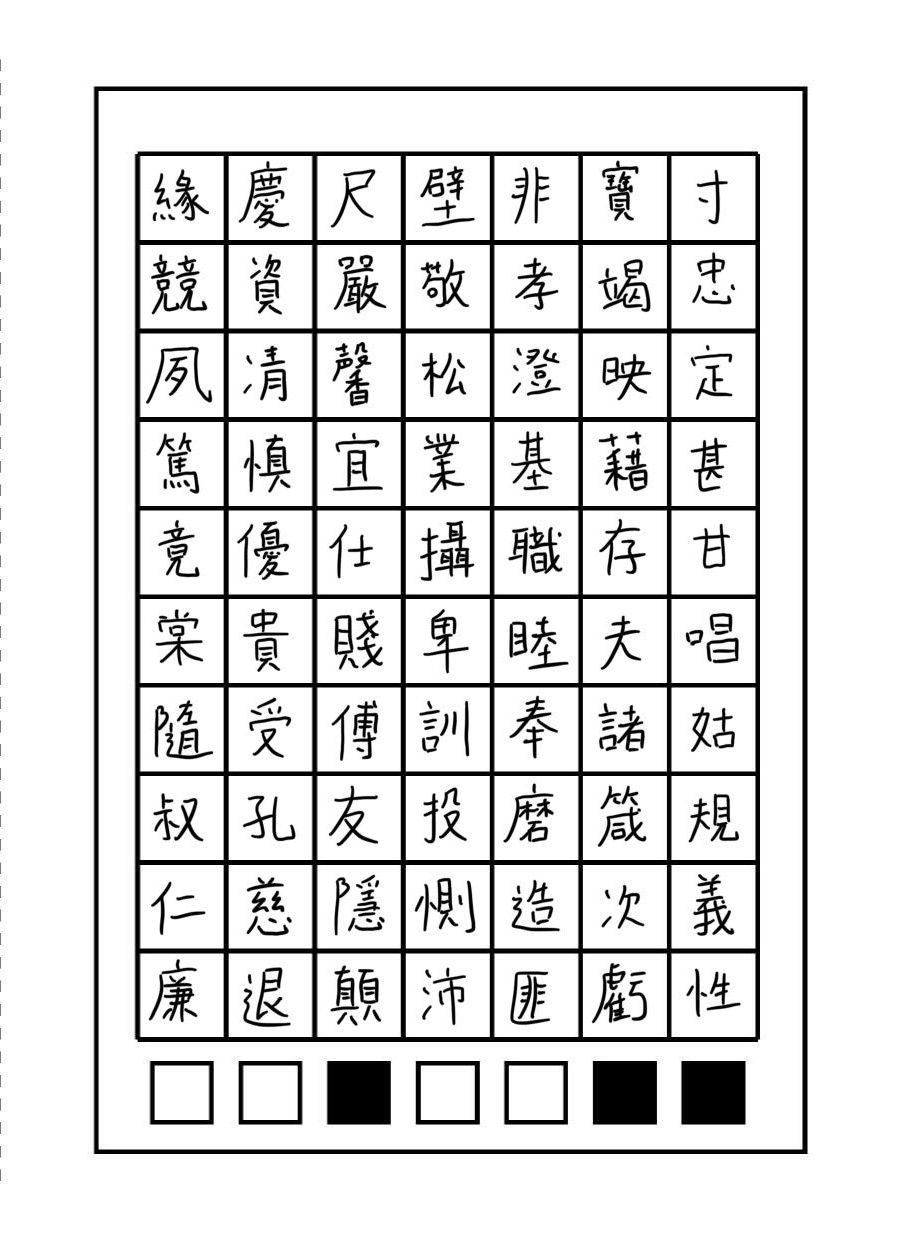 緣慶尺壁非寶寸
競資嚴敬孝竭忠
夙凊馨松澄映定
篤慎宜業基藉甚
竟優仕攝職存甘
棠貴賤卑睦夫唱
隨受傅訓奉諸姑
叔孔友投磨箴規
仁慈隱惻造次義
廉退顛沛匪虧性